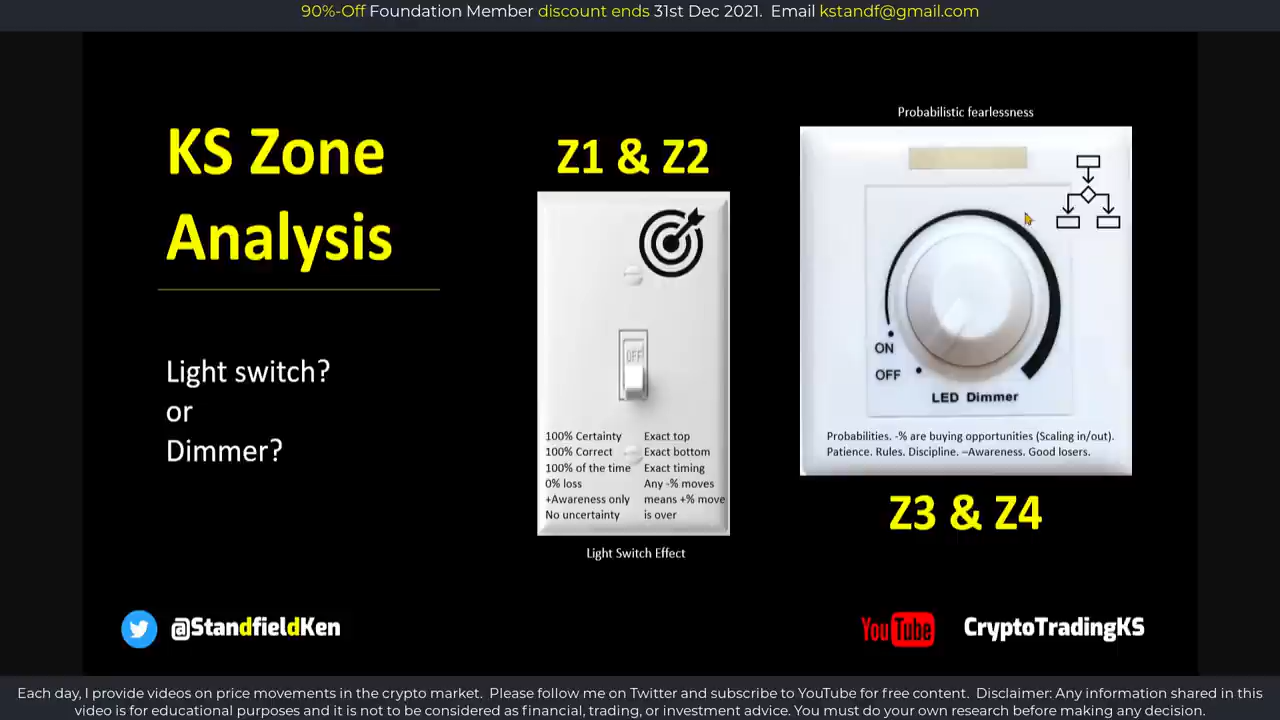 90%-Off Foundation Member discount ends 31st Dec 2021. Email kstandf@gmail.com
KS Zone
Analysis
Light switch?
or
Dimmer?
Z1 & Z2
OFF
100% Certainty
100% Correct
100% of the time
0% loss
+Awareness only
No uncertainty
Exact top
Exact bottom
Exact timing
Any -% moves
means +% move
is over
Light Switch Effect
Probabilistic fearlessness
ON
OFF
LED Dimmer
Probabilities. -% are buying opportunities (Scaling in/out).
Patience. Rules. Discipline. –Awareness. Good losers.
Z3 & Z4
@StandfieldKen
YouTube
CryptoTradingKS
Each day, I provide videos on price movements in the crypto market. Please follow me on Twitter and subscribe to YouTube for free content. Disclaimer: Any information shared in this
video is for educational purposes and it is not to be considered as financial, trading, or investment advice. You must do your own research before making any decision.